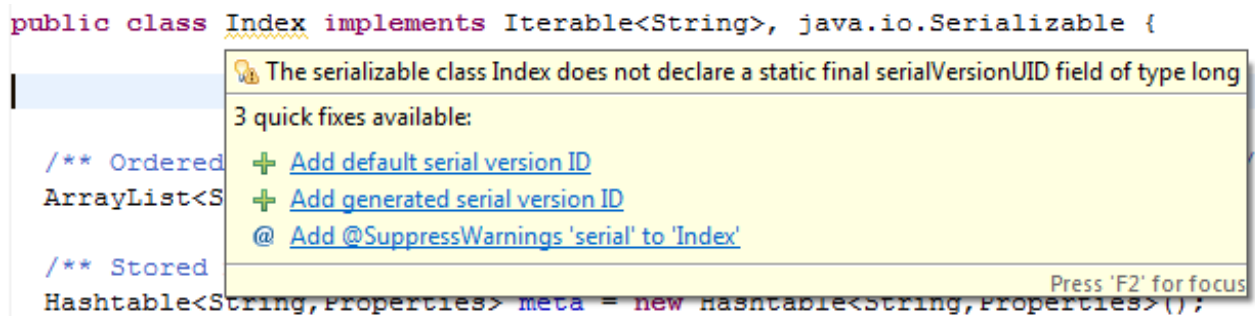 public class Index implements Iterable<String>, java.io.Serializable {
The serializable class Index does not declare a static final serialVersionUID field of type long
3 quick fixes available:
/** Ordered
Add default serial version ID
ArrayList<S
Add generated serial version ID
@ Add @SuppressWarnings 'serial' to 'Index'
/** Stored
Press 'F2' for focus
Hashtable<String,Properties> meta = new Hashtable<String,Properties>();